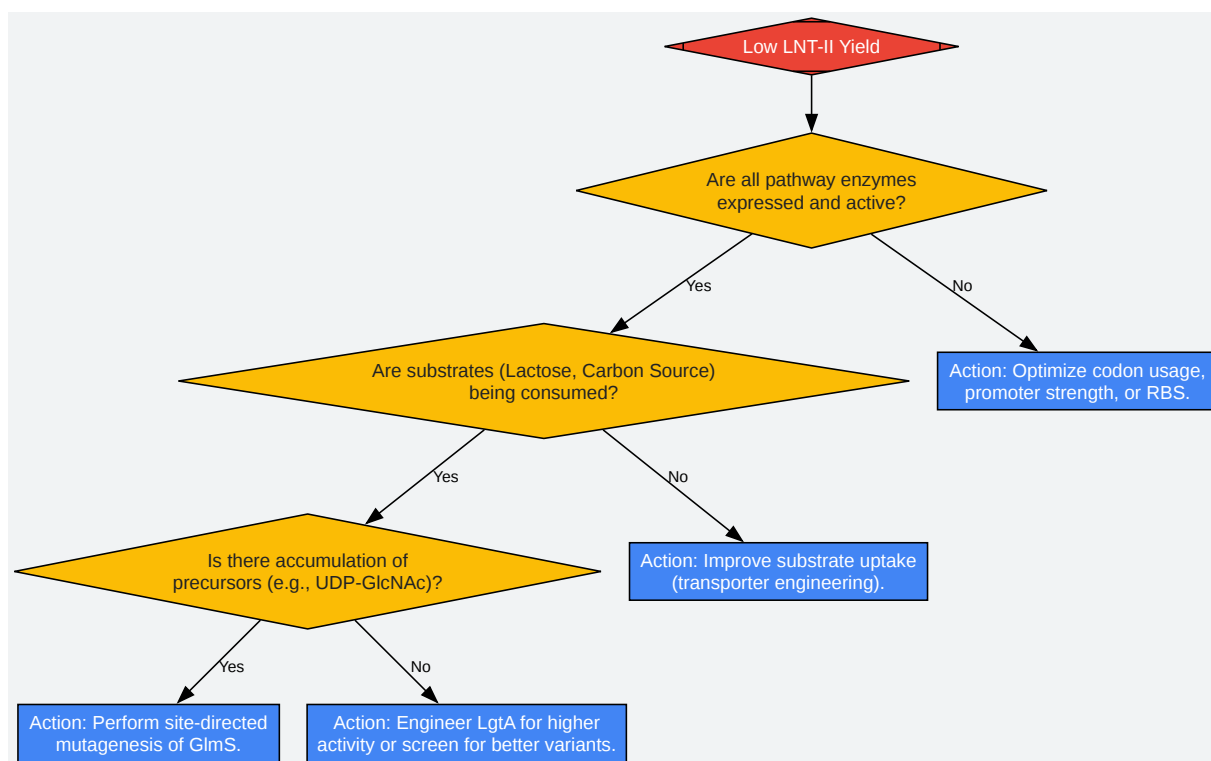 Low LNT-II Yield
Are all pathway enzymes
expressed and active?
Yes
No
Are substrates (Lactose, Carbon Source)
being consumed?
Action: Optimize codon usage,
promoter strength, or RBS.
Yes
No
Is there accumulation of
precursors (e.g., UDP-GlcNAc)?
Action: Improve substrate uptake
(transporter engineering).
Yes
No
Action: Perform site-directed
mutagenesis of GlmS.
Action: Engineer LgtA for higher
activity or screen for better variants.